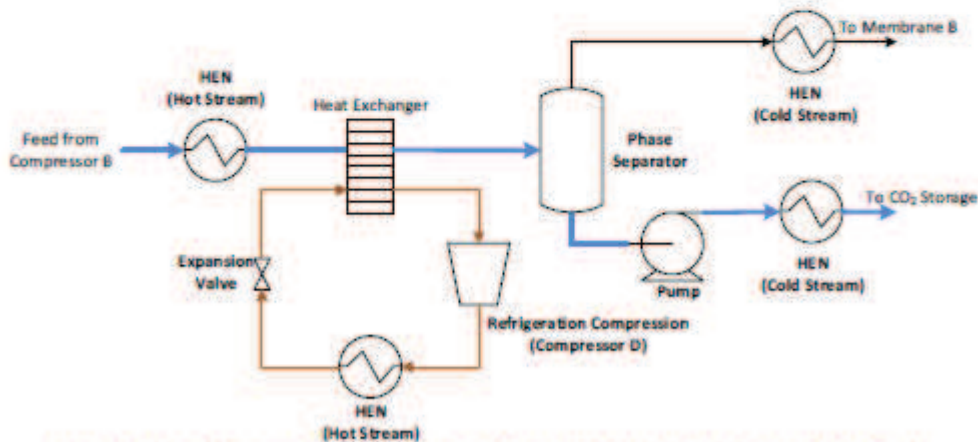 To Membrane B
HEN
(Hot Stream)
Heat Exchanger
HEN
(Cold Stream)
Feed from
Compressor B
Phase
Separator
To CO₂ Storage
Expansion
Valve
HEN
(Cold Stream)
Pump
Refrigeration Compression
(Compressor D)
HEN
(Hot Stream)